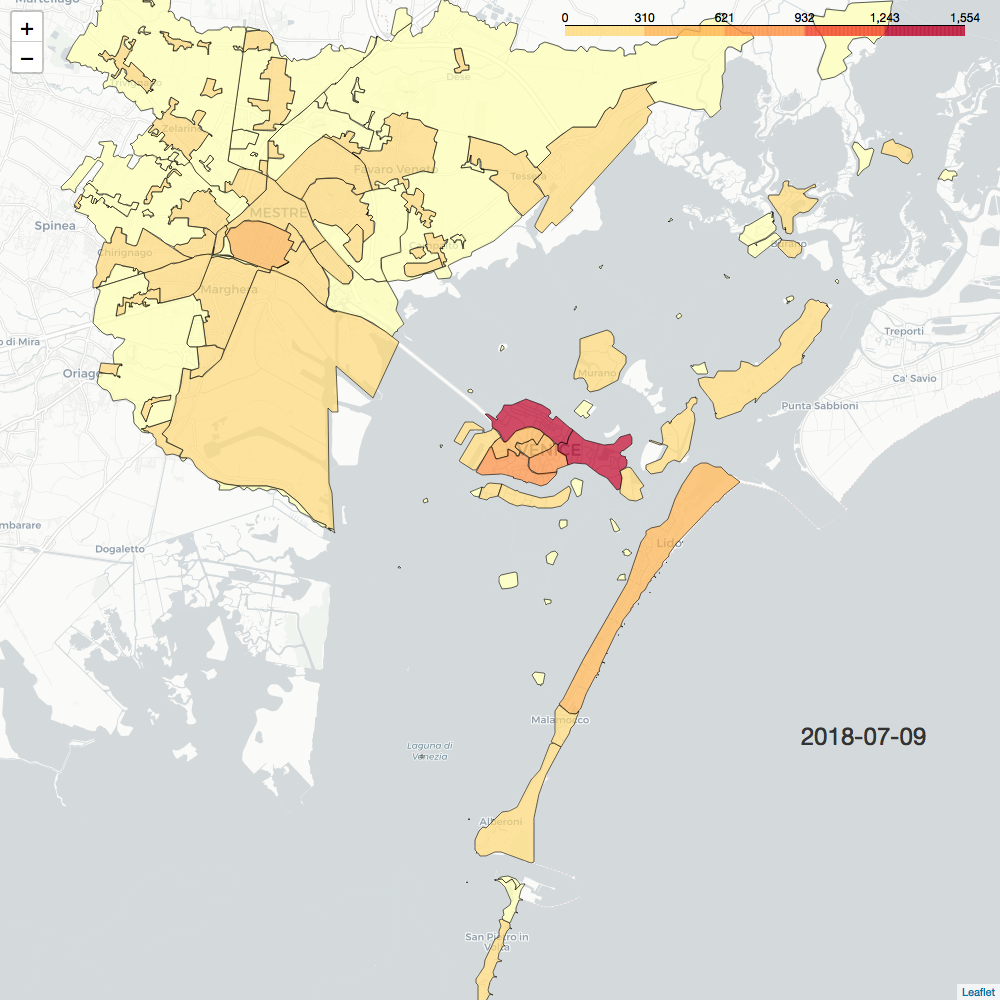 Martellago
+
−
0 310 621 932 1,243 1,554
Dese
Zelarino
Favaro Veneto
Tessera
MESTRE
Spinea
Chirignago
Campalto
Burano
Marghera
Treporti
o di Mira
Oriago
Murano
Ca' Savio
Punta Sabbioni
VENICE
mbarare
Dogaletto
Lido
Malamocco
2018-07-09
Laguna di
Venezia
Alberoni
San Pietro in
Volta
Leaflet